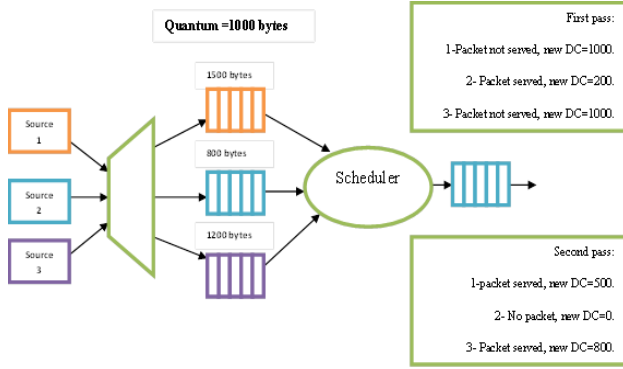 Quantum =1000 bytes
First pass:
1-Packet not served, new DC=1000.
2- Packet served, new DC=200.
3- Packet not served, new DC=1000.
1500 bytes
Source
1
800 bytes
Source
2
Scheduler
1200 bytes
Source
3
Second pass:
1-packet served, new DC=500.
2- No packet, new DC=0.
3- Packet served, new DC=800.